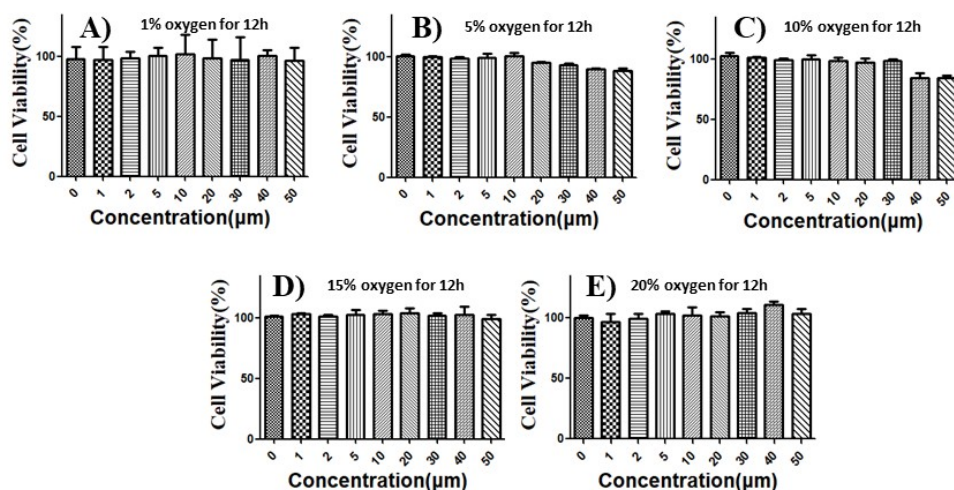 A) 1% oxygen for 12h
Cell Viability(%)
100
50
0
0 1 2 5 10 20 30 40 50
Concentration(µm)
B) 5% oxygen for 12h
Cell Viability(%)
100
50
0
0 1 2 5 10 20 30 40 50
Concentration(µm)
C) 10% oxygen for 12h
Cell Viability(%)
100
50
0
0 1 2 5 10 20 30 40 50
Concentration(µm)
D) 15% oxygen for 12h
Cell Viability(%)
100
50
0
0 1 2 5 10 20 30 40 50
Concentration(µm)
E) 20% oxygen for 12h
Cell Viability(%)
100
50
0
0 1 2 5 10 20 30 40 50
Concentration(µm)